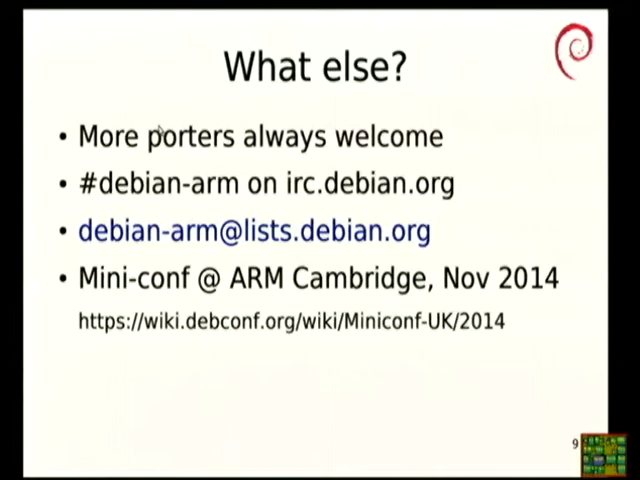 What else?
• More porters always welcome
• #debian-arm on irc.debian.org
• debian-arm@lists.debian.org
• Mini-conf @ ARM Cambridge, Nov 2014
https://wiki.debconf.org/wiki/Miniconf-UK/2014
9